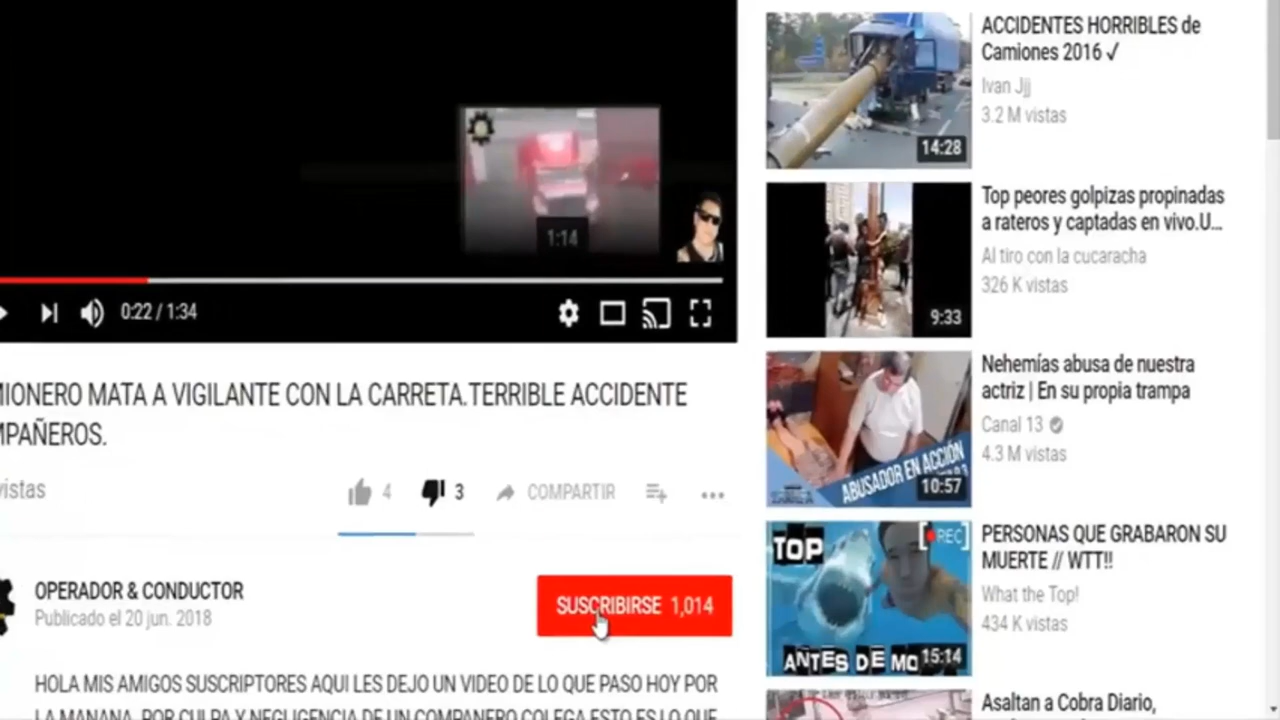 1:14
0:22 / 1:34
MIONERO MATA A VIGILANTE CON LA CARRETA.TERRIBLE ACCIDENTE
MPAÑEROS.
vistas
4
3
COMPARTIR
OPERADOR & CONDUCTOR
Publicado el 20 jun. 2018
SUSCRIBIRSE 1,014
HOLA MIS AMIGOS SUSCRIPTORES AQUI LES DEJO UN VIDEO DE LO QUE PASO HOY POR
LA MANANA, POR CULPA Y NEGLIGENCIA DE UN COMPANERO COLEGA ESTO ES LO QUE
14:28
ACCIDENTES HORRIBLES de
Camiones 2016 ✓
Ivan Jjj
3.2 M vistas
9:33
Top peores golpizas propinadas
a rateros y captadas en vivo.U...
Al tiro con la cucaracha
326 K vistas
ABUSADOR EN ACCIÓN
10:57
Nehemías abusa de nuestra
actriz | En su propia trampa
Canal 13
4.3 M vistas
TOP
[REC]
ANTES DE MO
15:14
PERSONAS QUE GRABARON SU
MUERTE // WTT!!
What the Top!
434 K vistas
Asaltan a Cobra Diario,